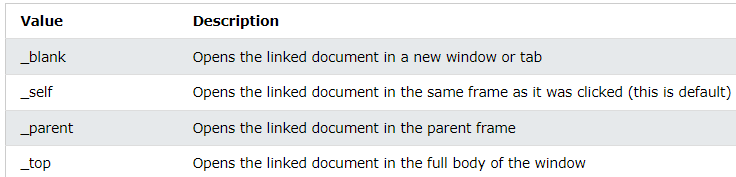 Value Description
_blank Opens the linked document in a new window or tab
_self Opens the linked document in the same frame as it was clicked (this is default)
_parent Opens the linked document in the parent frame
_top Opens the linked document in the full body of the window